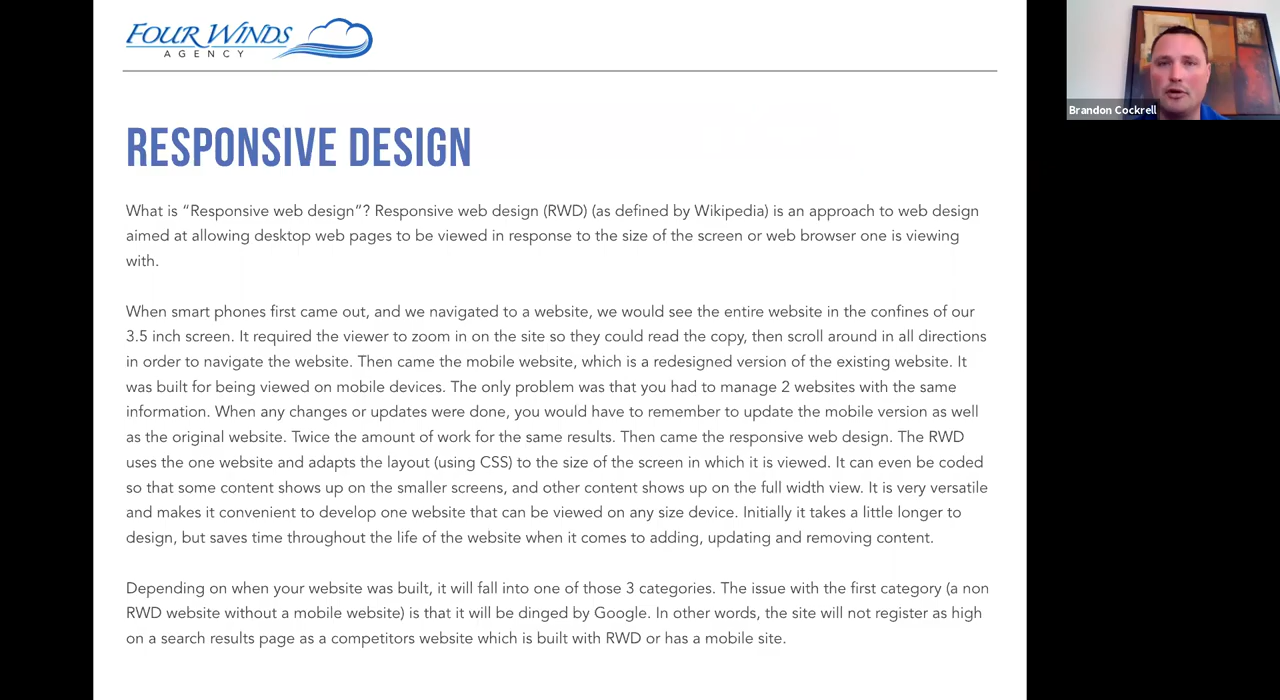 FOUR WINDS
AGENCY
RESPONSIVE DESIGN
What is “Responsive web design”? Responsive web design (RWD) (as defined by Wikipedia) is an approach to web design
aimed at allowing desktop web pages to be viewed in response to the size of the screen or web browser one is viewing
with.
When smart phones first came out, and we navigated to a website, we would see the entire website in the confines of our
3.5 inch screen. It required the viewer to zoom in on the site so they could read the copy, then scroll around in all directions
in order to navigate the website. Then came the mobile website, which is a redesigned version of the existing website. It
was built for being viewed on mobile devices. The only problem was that you had to manage 2 websites with the same
information. When any changes or updates were done, you would have to remember to update the mobile version as well
as the original website. Twice the amount of work for the same results. Then came the responsive web design. The RWD
uses the one website and adapts the layout (using CSS) to the size of the screen in which it is viewed. It can even be coded
so that some content shows up on the smaller screens, and other content shows up on the full width view. It is very versatile
and makes it convenient to develop one website that can be viewed on any size device. Initially it takes a little longer to
design, but saves time throughout the life of the website when it comes to adding, updating and removing content.
Depending on when your website was built, it will fall into one of those 3 categories. The issue with the first category (a non
RWD website without a mobile website) is that it will be dinged by Google. In other words, the site will not register as high
on a search results page as a competitors website which is built with RWD or has a mobile site.
Brandon Cockrell